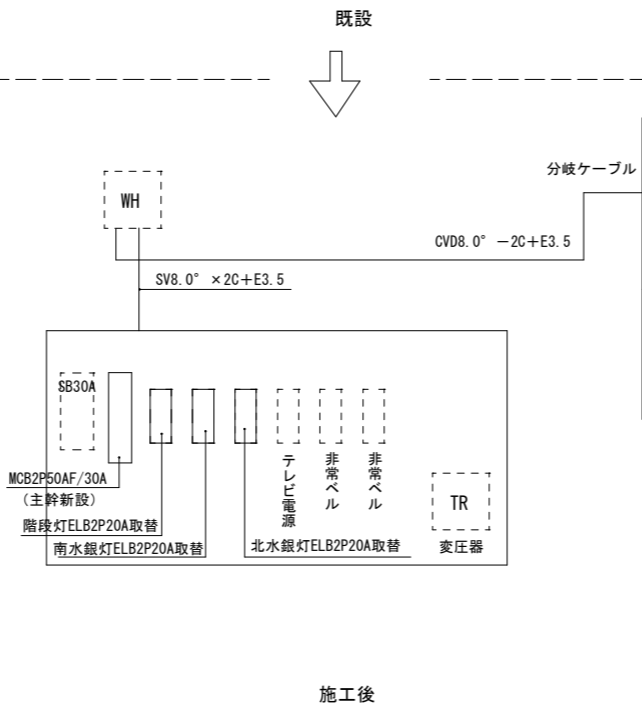 既設
分岐ケーブル
WH
CVD8.0° −2C+E3.5
SV8.0° ×2C+E3.5
SB30A
MCB2P50AF/30A
(主幹新設)
階段灯ELB2P20A取替
南水銀灯ELB2P20A取替
北水銀灯ELB2P20A取替
テレビ電源
非常ベル
非常ベル
TR
変圧器
施工後